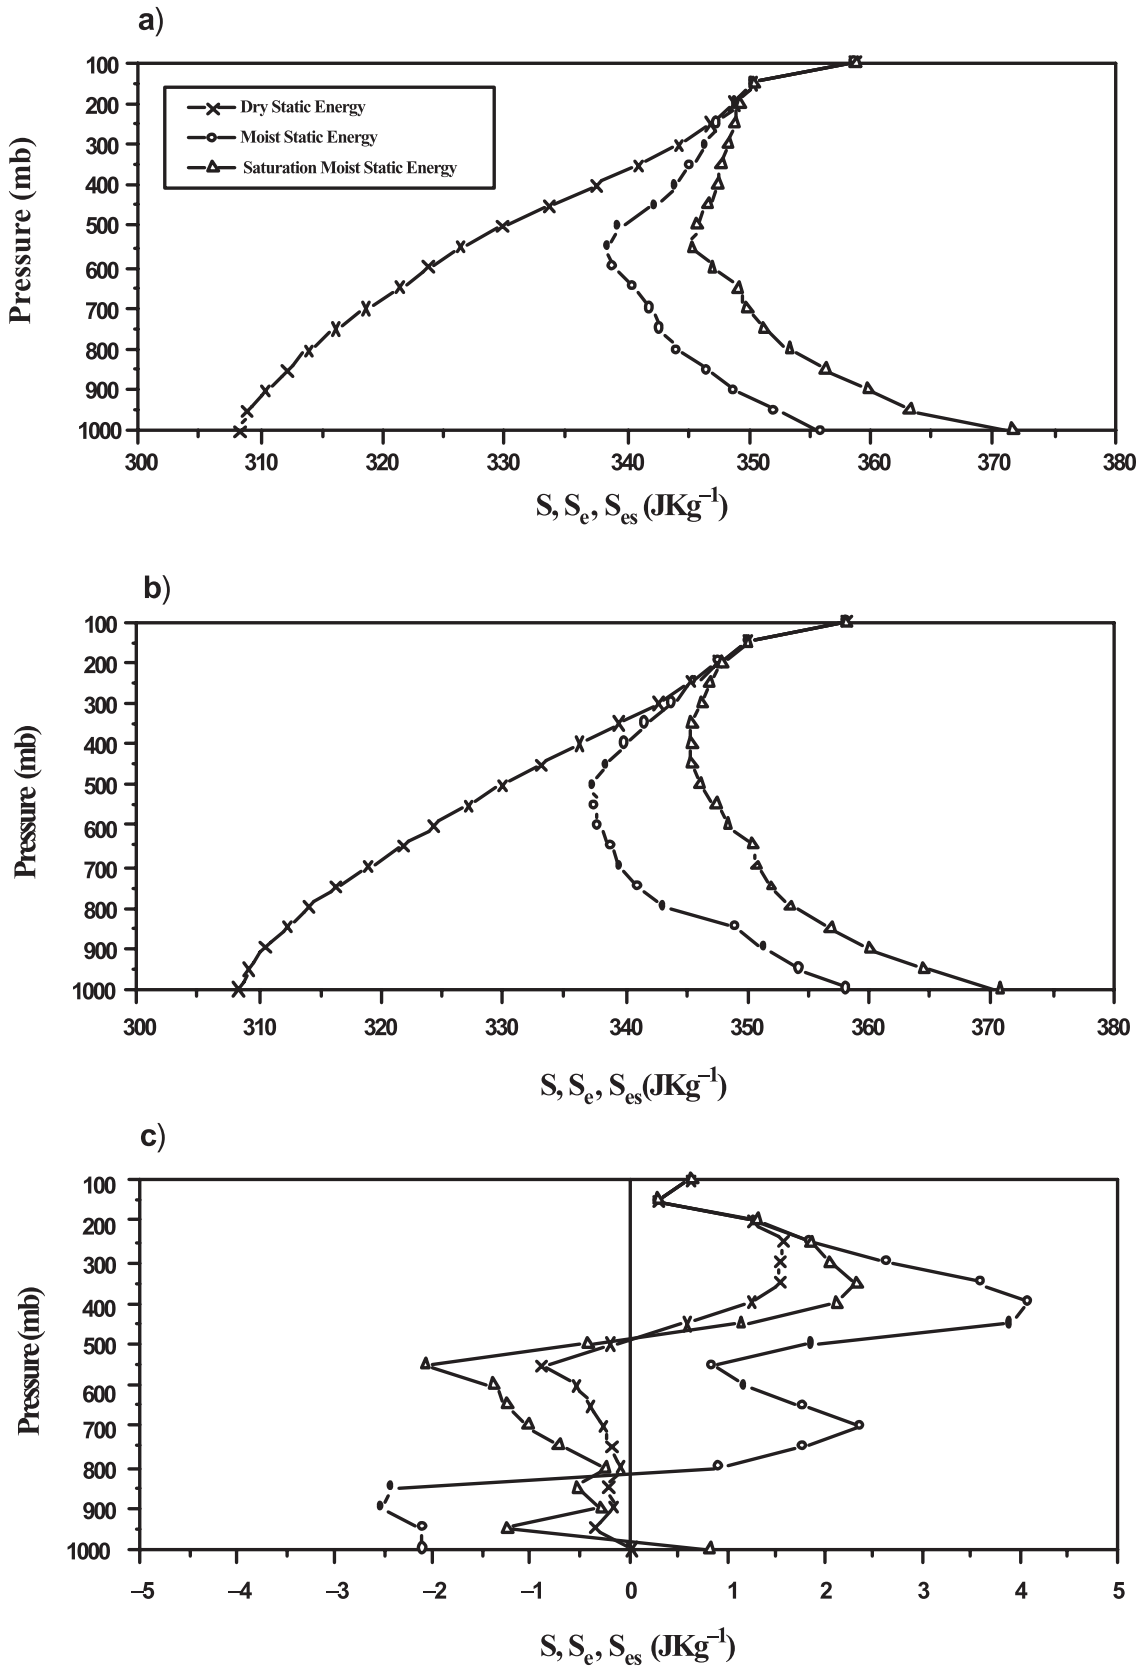 a)
100
200
300
400
500
600
700
800
900
1000
Pressure (mb)
Dry Static Energy
Moist Static Energy
Saturation Moist Static Energy
300 310 320 330 340 350 360 370 380
S, Se, Ses (JKg⁻¹)
b)
100
200
300
400
500
600
700
800
900
1000
Pressure (mb)
300 310 320 330 340 350 360 370 380
S, Se, Ses(JKg⁻¹)
c)
100
200
300
400
500
600
700
800
900
1000
Pressure (mb)
–5 –4 –3 –2 –1 0 1 2 3 4 5
S, Se, Ses (JKg⁻¹)